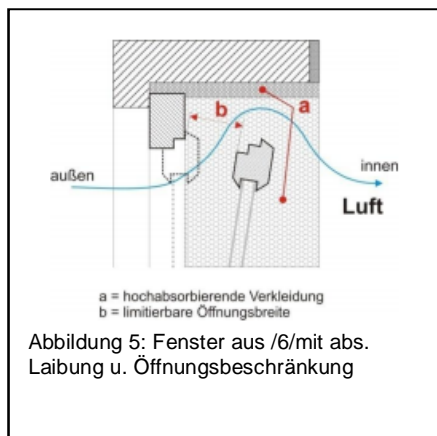 b
a
außen
innen
Luft
a = hochabsorbierende Verkleidung
b = limitierbare Öffnungsbreite
Abbildung 5: Fenster aus /6/mit abs.
Laibung u. Öffnungsbeschränkung